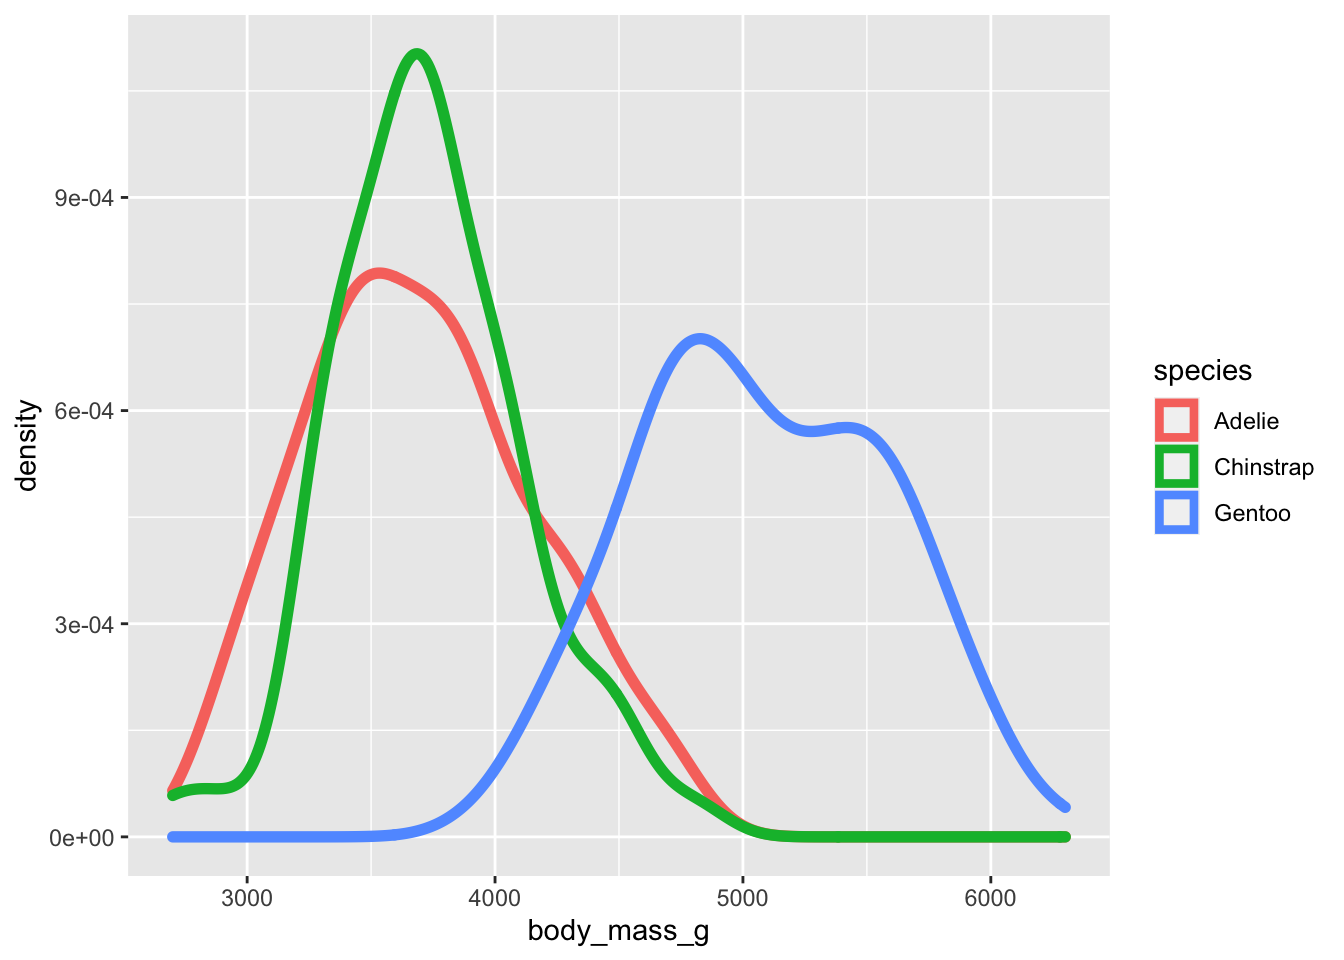 density
9e-04
6e-04
3e-04
0e+00
3000 4000 5000 6000
body_mass_g
species
Adelie
Chinstrap
Gentoo